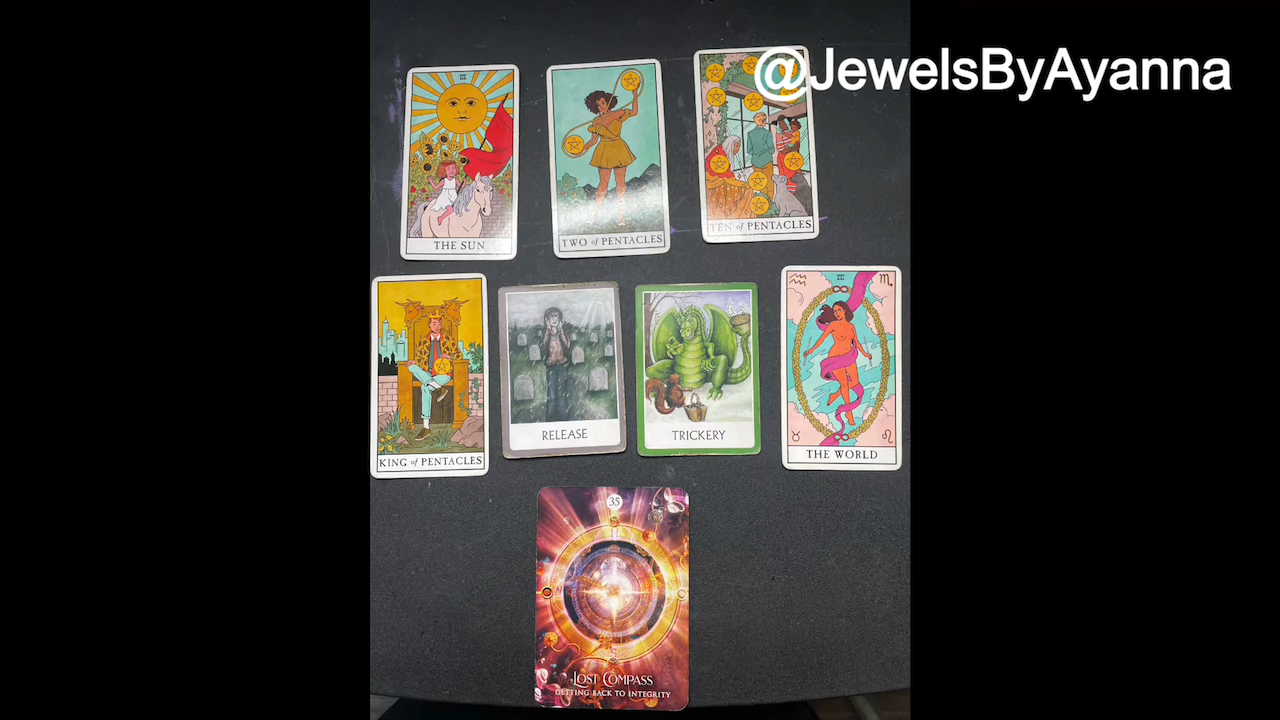 @JewelsByAyanna
THE SUN
TWO of PENTACLES
TEN of PENTACLES
KING of PENTACLES
RELEASE
TRICKERY
THE WORLD
35
LOST COMPASS
GETTING BACK TO INTEGRITY